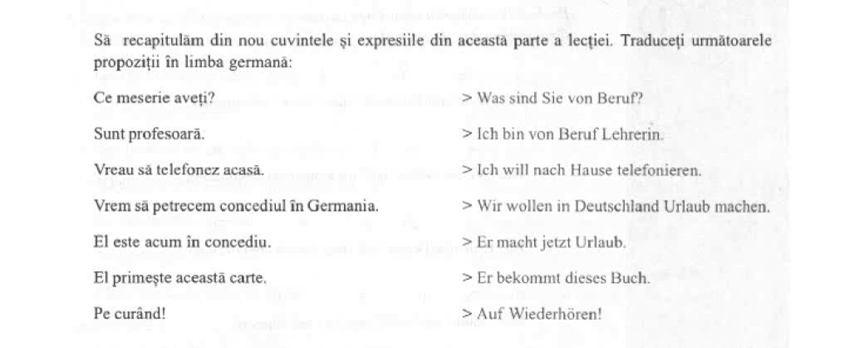 Să recapitulăm din nou cuvintele și expresiile din această parte a lecției. Traduceți următoarele
propoziții în limba germană:
Ce meserie aveți? > Was sind Sie von Beruf?
Sunt profesoară. > Ich bin von Beruf Lehrerin.
Vreau să telefonez acasă. > Ich will nach Hause telefonieren.
Vrem să petrecem concediul în Germania. > Wir wollen in Deutschland Urlaub machen.
El este acum în concediu. > Er macht jetzt Urlaub.
El primește această carte. > Er bekommt dieses Buch.
Pe curând! > Auf Wiederhören!